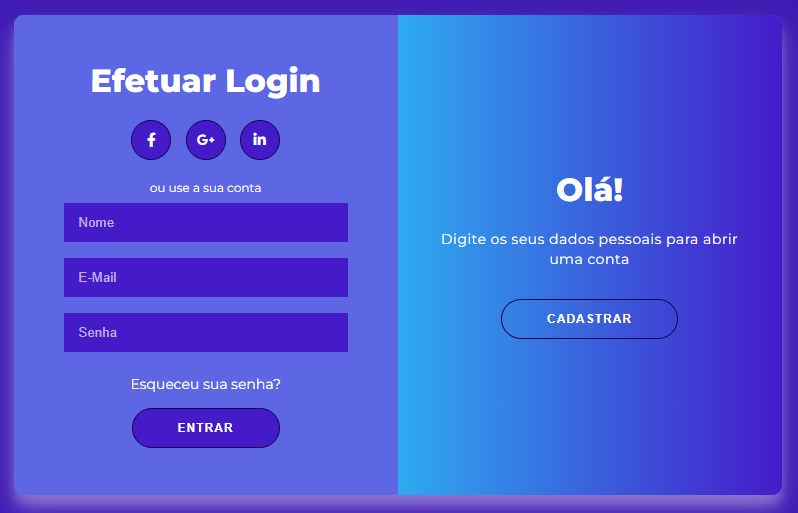 Efetuar Login
f
G+
in
ou use a sua conta
Nome
E-Mail
Senha
Esqueceu sua senha?
ENTRAR
Olá!
Digite os seus dados pessoais para abrir
uma conta
CADASTRAR